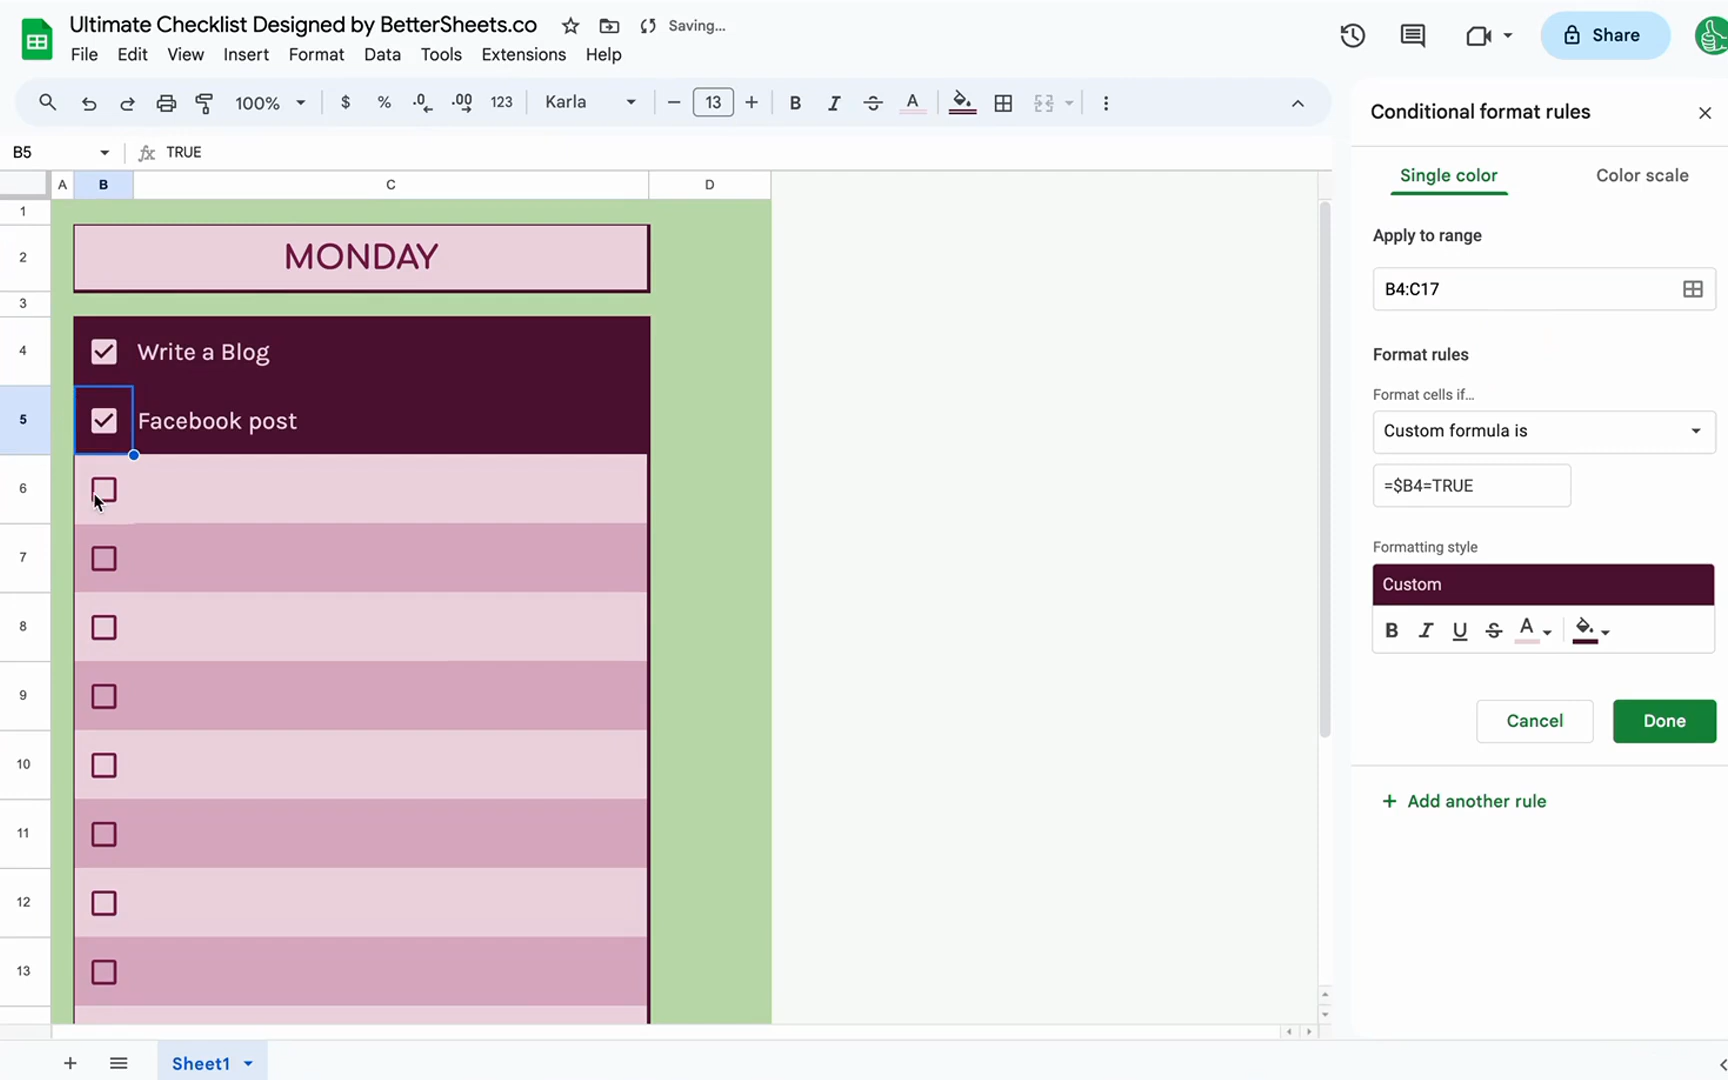 Ultimate Checklist Designed by BetterSheets.co
Saving...
File Edit View Insert Format Data Tools Extensions Help
Share
100% $ % .0 .00 123 Karla 13 B I S A
B5 fx TRUE
A B C D
1
2 MONDAY
3
4 Write a Blog
5 Facebook post
6
7
8
9
10
11
12
13
Sheet1
Conditional format rules
Single color Color scale
Apply to range
B4:C17
Format rules
Format cells if...
Custom formula is
=$B4=TRUE
Formatting style
Custom
B I U S A
Cancel Done
+ Add another rule